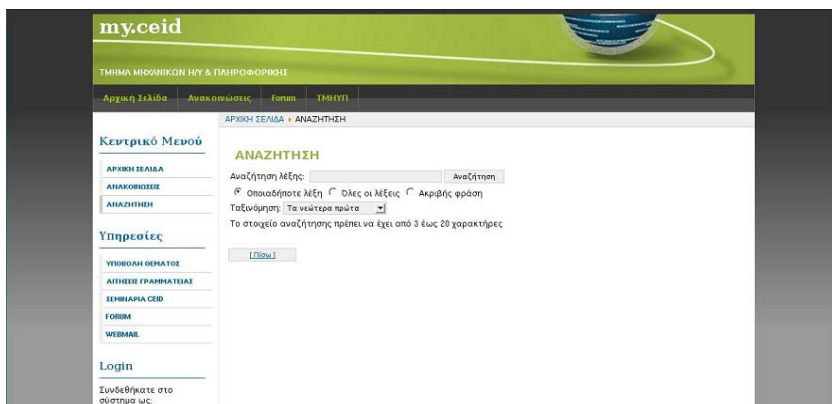 my.ceid
ΤΜΗΜΑ ΜΗΧΑΝΙΚΩΝ Η/Υ & ΠΛΗΡΟΦΟΡΙΚΗΣ
Αρχική Σελίδα Ανακοινώσεις Forum ΤΜΗΥΠ
ΑΡΧΙΚΗ ΣΕΛΙΔΑ ΑΝΑΖΗΤΗΣΗ
Κεντρικό Μενού
ΑΡΧΙΚΗ ΣΕΛΙΔΑ
ΑΝΑΚΟΙΝΩΣΕΙΣ
ΑΝΑΖΗΤΗΣΗ
Υπηρεσίες
ΥΠΟΒΟΛΗ ΘΕΜΑΤΟΣ
ΑΙΤΗΣΕΙΣ ΓΡΑΜΜΑΤΕΙΑΣ
ΣΕΜΙΝΑΡΙΑ CEID
FORUM
WEBMAIL
Login
Συνδεθήκατε στο
σύστημα ως:
ΑΝΑΖΗΤΗΣΗ
Αναζήτηση λέξης: Αναζήτηση
Οποιαδήποτε λέξη Όλες οι λέξεις Ακριβής φράση
Ταξινόμηση: Τα νεώτερα πρώτα
Το στοιχείο αναζήτησης πρέπει να έχει από 3 έως 20 χαρακτήρες
[ Πίσω ]